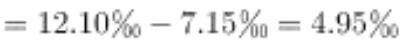 = 12.10‱ − 7.15‱ = 4.95‱